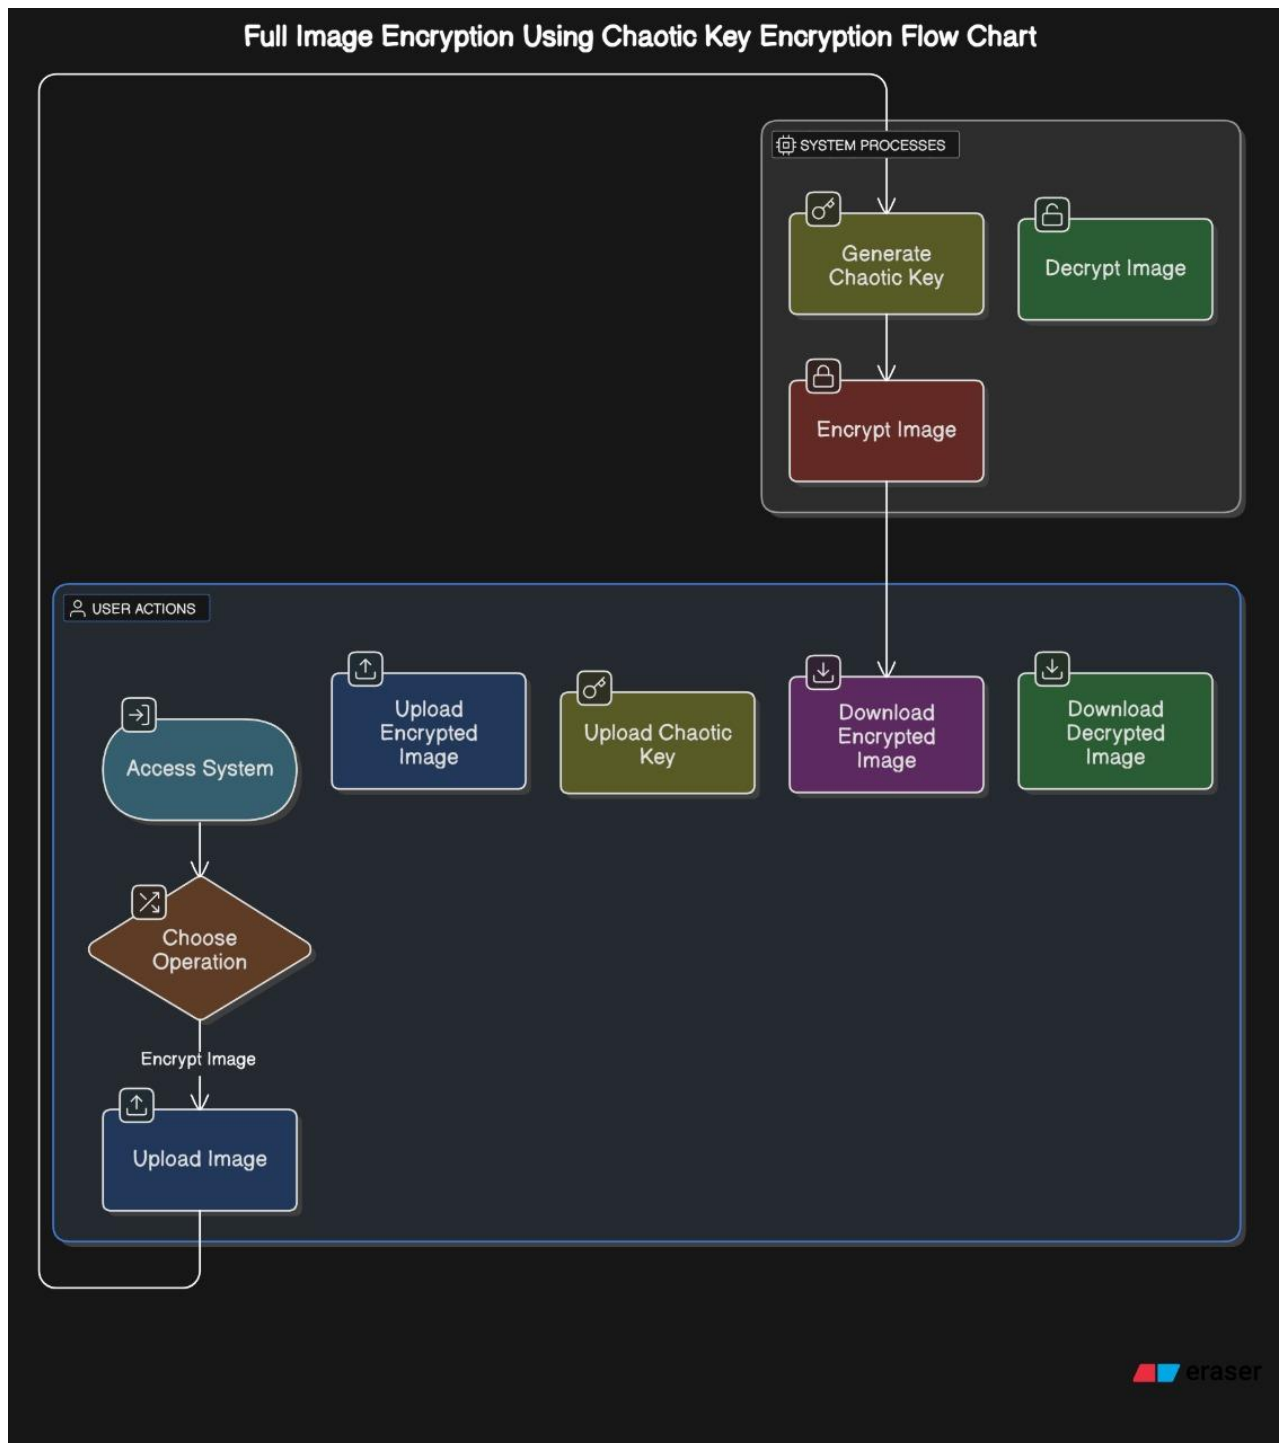 Full Image Encryption Using Chaotic Key Encryption Flow Chart
SYSTEM PROCESSES
Generate
Chaotic Key
Decrypt Image
Encrypt Image
USER ACTIONS
Access System
Upload
Encrypted
Image
Upload Chaotic
Key
Download
Encrypted
Image
Download
Decrypted
Image
Choose
Operation
Encrypt Image
Upload Image
eraser